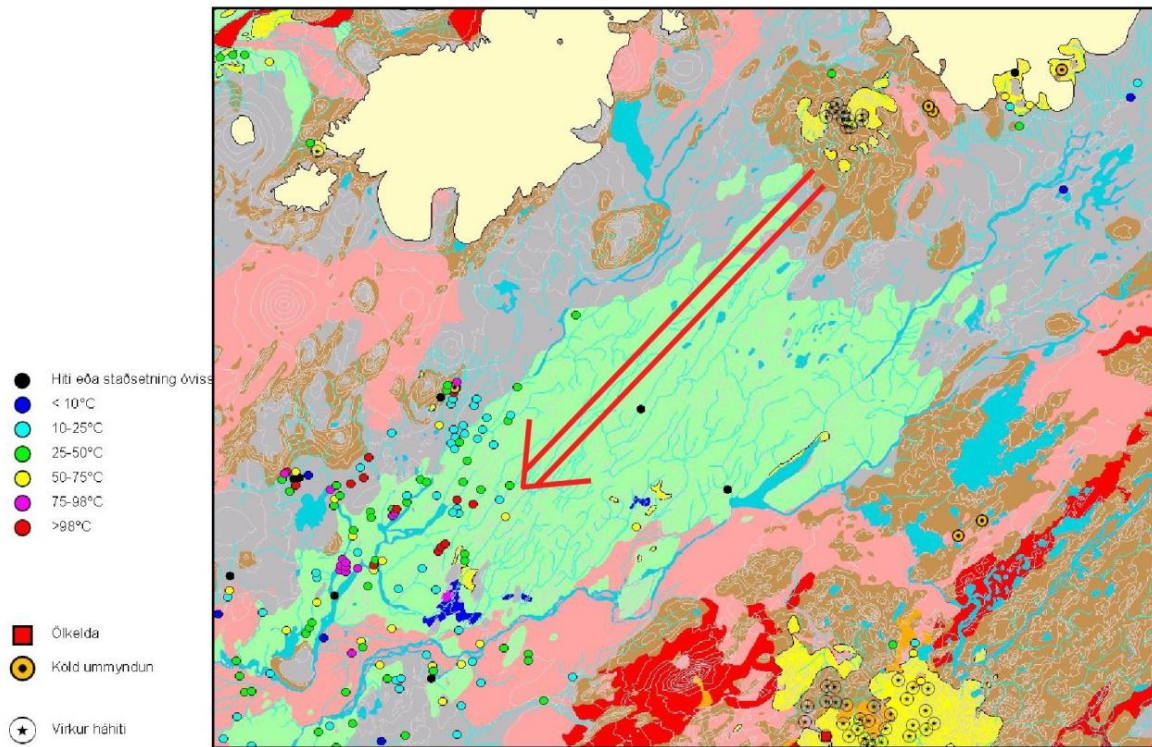 Hiti eða staðsetning óviss
< 10°C
10-25°C
25-50°C
50-75°C
75-98°C
>98°C
Ölkelda
Köld ummyndun
Virkur háhiti